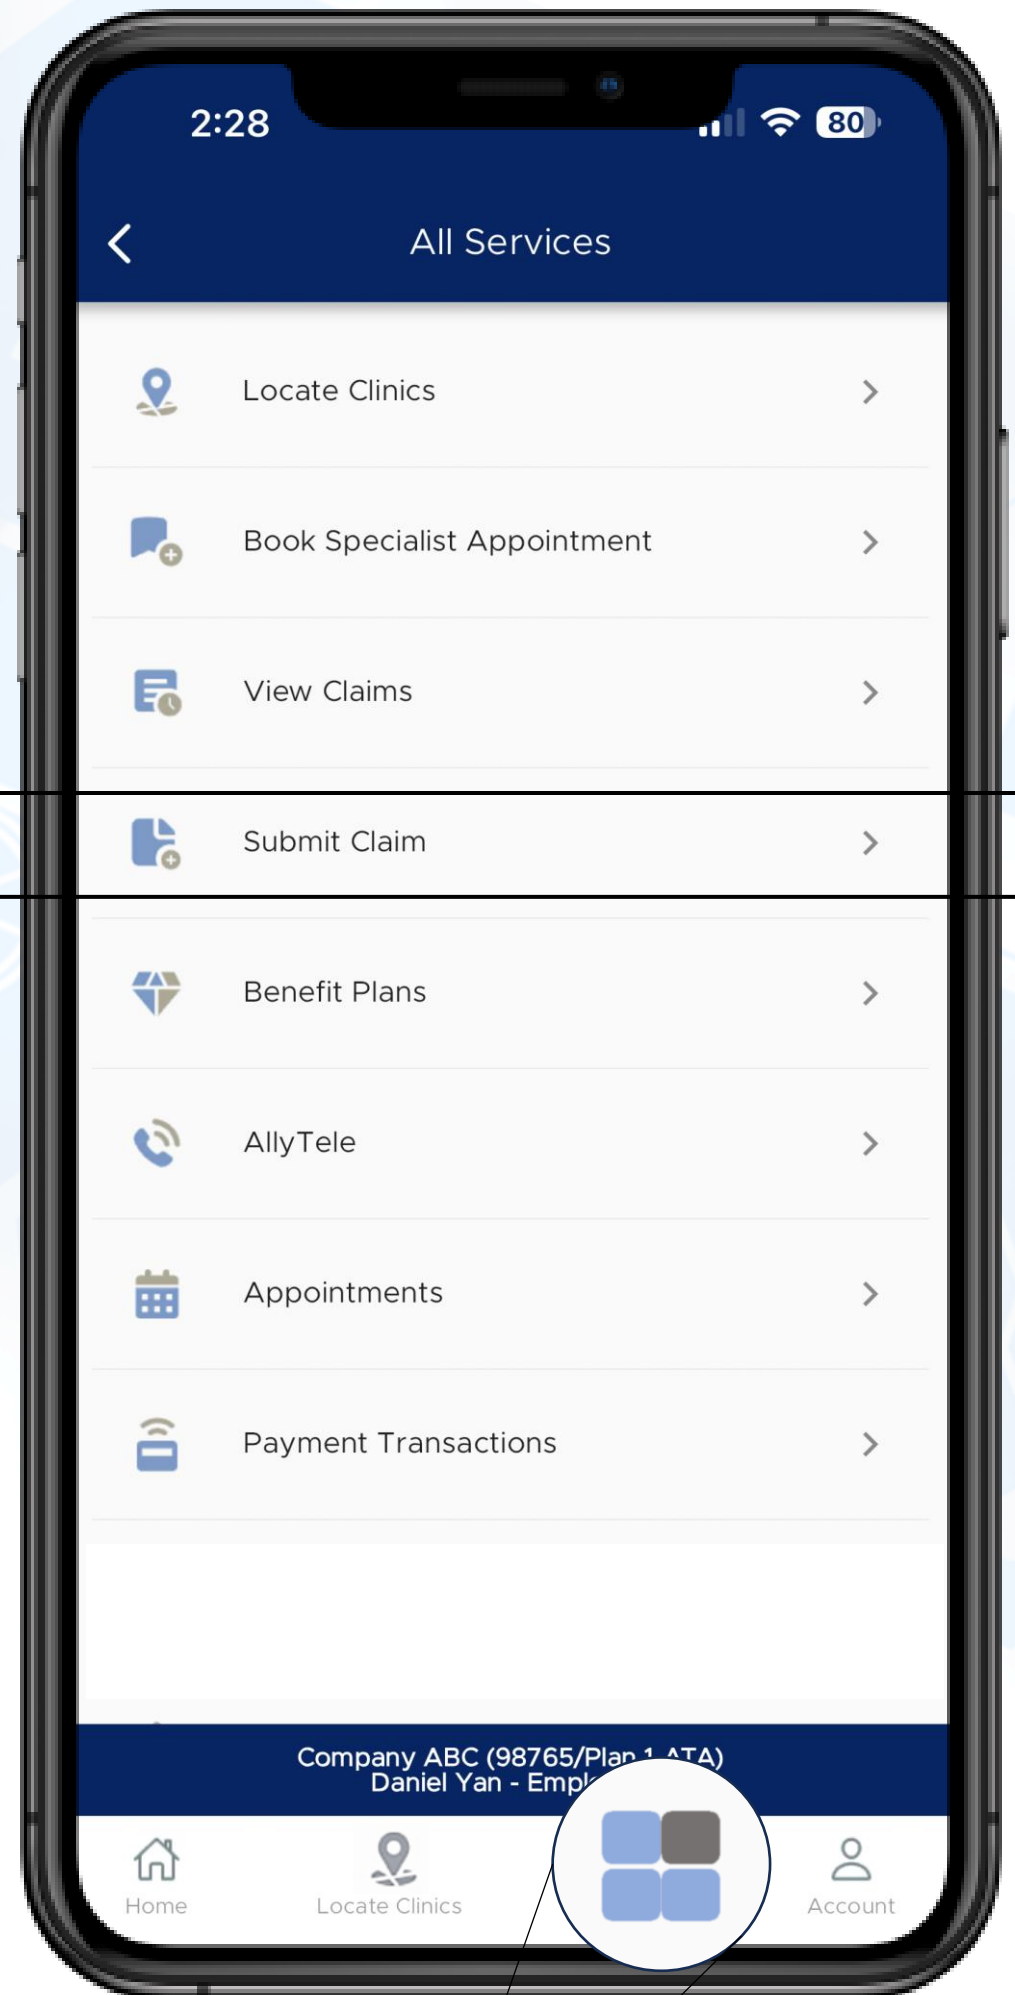 2:28
80
All Services
Locate Clinics
Book Specialist Appointment
View Claims
Submit Claim
Benefit Plans
AllyTele
Appointments
Payment Transactions
Company ABC (98765/Plan 1 ATA)
Daniel Yan -
Home
Locate Clinics
Account